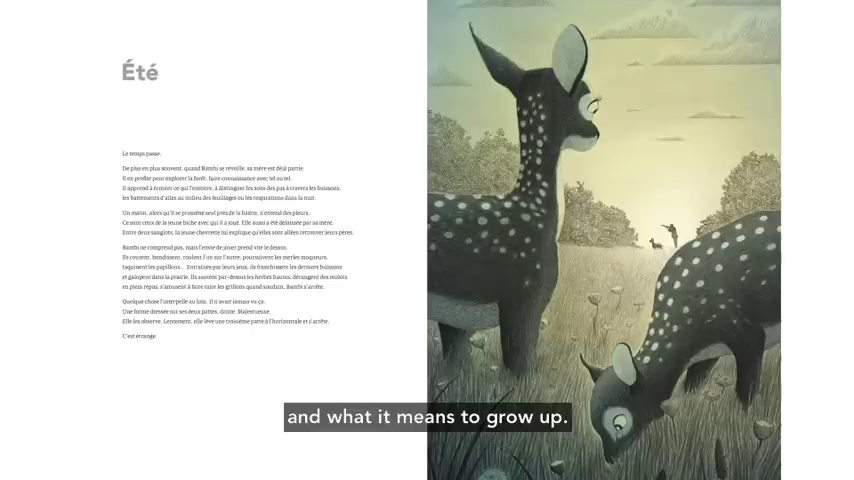 Été
Le temps passe.
De plus en plus souvent, quand Bambi se réveille, sa mère est déjà partie.
Il en profite pour explorer la forêt, faire connaissance avec tel ou tel.
Il apprend à écouter ce qui l'entoure, à distinguer les sons des pas à travers les buissons,
les battements d'ailes au milieu des feuillages ou les respirations dans la nuit.
Un matin, alors qu'il se promène seul près de la lisière, il entend des pleurs.
Ce sont ceux de la jeune biche avec qui il a joué. Elle aussi a été délaissée par sa mère.
Entre deux sanglots, la jeune chevrette lui explique qu'elles sont allées retrouver leurs pères.
Bambi ne comprend pas, mais l'envie de jouer prend vite le dessus.
Ils courent, bondissent, roulent l'un sur l'autre, poursuivent les merles moqueurs,
taquinent les papillons… Entraînés par leurs jeux, ils franchissent les derniers buissons
et galopent dans la prairie. Ils sautent par-dessus les herbes hautes, dérangent des mulots
en plein repas, s'amusent à faire taire les grillons quand soudain, Bambi s'arrête.
Quelque chose l'interpelle au loin. Il n'avait jamais vu ça.
Une forme dressée sur ses deux pattes, droite. Majestueuse.
Elle les observe. Lentement, elle lève une troisième patte à l'horizontale et s'arrête.
C'est étrange
and what it means to grow up.